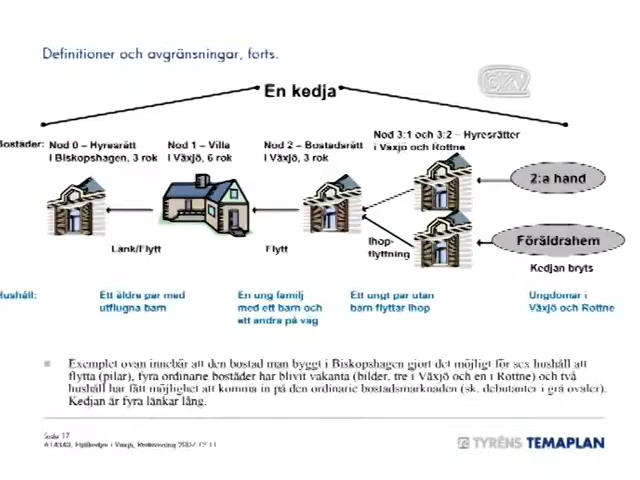 Definitioner och avgränsningar, forts.
En kedja
Bostäder:
Nod 0 – Hyresrätt
i Biskopshagen, 3 rok
Nod 1 – Villa
i Växjö, 6 rok
Nod 2 – Bostadsrätt
i Växjö, 3 rok
Nod 3:1 och 3:2 – Hyresrätter
i Växjö och Rottne
2:a hand
Föräldrahem
Länk/Flytt
Flytt
Ihop-
flyttning
Kedjan bryts
Hushåll:
Ett äldre par med
utflugna barn
En ung familj
med ett barn och
ett andra på väg
Ett ungt par utan
barn flyttar ihop
Ungdomar i
Växjö och Rottne
Exemplet ovan innebär att den bostad man byggt i Biskopshagen gjort det möjligt för sex hushåll att
flytta (pilar), fyra ordinarie bostäder har blivit vakanta (bilder, tre i Växjö och en i Rottne) och två
hushåll har fått möjlighet att komma in på den ordinarie bostadsmarknaden (sk. debutanter i grå ovaler).
Kedjan är fyra länkar lång.
Sida 17
Flyttkedjor i Växjö, Redovisning
TYRÉNS TEMAPLAN